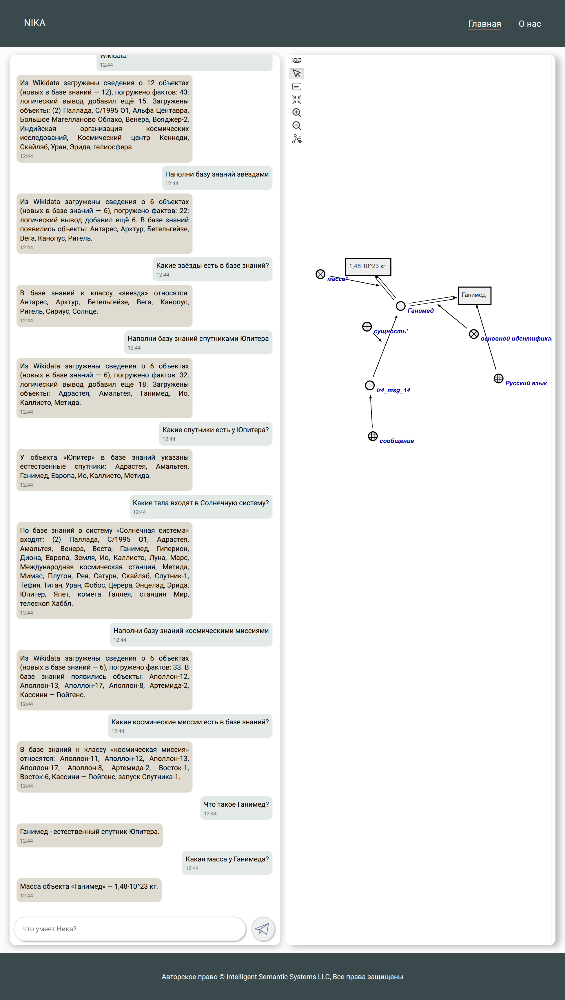 NIKA
Главная
О нас
Wikidata
12:44
Из Wikidata загружены сведения о 12 объектах
(новых в базе знаний — 12), погружено фактов: 43;
логический вывод добавил ещё 15. Загружены
объекты: (2) Паллада, C/1995 O1, Альфа Центавра,
Большое Магелланово Облако, Венера, Вояджер-2,
Индийская организация космических
исследований, Космический центр Кеннеди,
Скайлэб, Уран, Эрида, гелиосфера.
12:44
Наполни базу знаний звёздами
12:44
Из Wikidata загружены сведения о 6 объектах
(новых в базе знаний — 6), погружено фактов: 22;
логический вывод добавил ещё 6. В базе знаний
появились объекты: Антарес, Арктур, Бетельгейзе,
Вега, Канопус, Ригель.
12:44
Какие звёзды есть в базе знаний?
12:44
В базе знаний к классу «звезда» относятся:
Антарес, Арктур, Бетельгейзе, Вега, Канопус,
Ригель, Сириус, Солнце.
12:44
Наполни базу знаний спутниками Юпитера
12:44
Из Wikidata загружены сведения о 6 объектах
(новых в базе знаний — 6), погружено фактов: 32;
логический вывод добавил ещё 18. Загружены
объекты: Адрастея, Амальтея, Ганимед, Ио,
Каллисто, Метида.
12:44
Какие спутники есть у Юпитера?
12:44
У объекта «Юпитер» в базе знаний указаны
естественные спутники: Адрастея, Амальтея,
Ганимед, Европа, Ио, Каллисто, Метида.
12:44
Какие тела входят в Солнечную систему?
12:44
По базе знаний в систему «Солнечная система»
входят: (2) Паллада, C/1995 O1, Адрастея,
Амальтея, Венера, Веста, Ганимед, Гиперион,
Диона, Европа, Земля, Ио, Каллисто, Луна, Марс,
Международная космическая станция, Метида,
Мимас, Плутон, Рея, Сатурн, Скайлэб, Спутник-1,
Тефия, Титан, Уран, Фобос, Церера, Энцелад, Эрида,
Юпитер, Япет, комета Галлея, станция Мир,
телескоп Хаббл.
12:44
Наполни базу знаний космическими миссиями
12:44
Из Wikidata загружены сведения о 6 объектах
(новых в базе знаний — 6), погружено фактов: 33. В
базе знаний появились объекты: Аполлон-12,
Аполлон-13, Аполлон-17, Аполлон-8, Артемида-2,
Кассини — Гюйгенс.
12:44
Какие космические миссии есть в базе знаний?
12:44
В базе знаний к классу «космическая миссия»
относятся: Аполлон-11, Аполлон-12, Аполлон-13,
Аполлон-17, Аполлон-8, Артемида-2, Восток-1,
Восток-6, Кассини — Гюйгенс, запуск Спутника-1.
12:44
Что такое Ганимед?
12:44
Ганимед - естественный спутник Юпитера.
12:44
Какая масса у Ганимеда?
12:44
Масса объекта «Ганимед» — 1,48·10^23 кг.
12:44
Что умеет Ника?
1,48·10^23 кг
масса*
Ганимед
Ганимед
сущность'
основной идентифика
Русский язык
lr4_msg_14
сообщение
Авторское право © Intelligent Semantic Systems LLC, Все права защищены